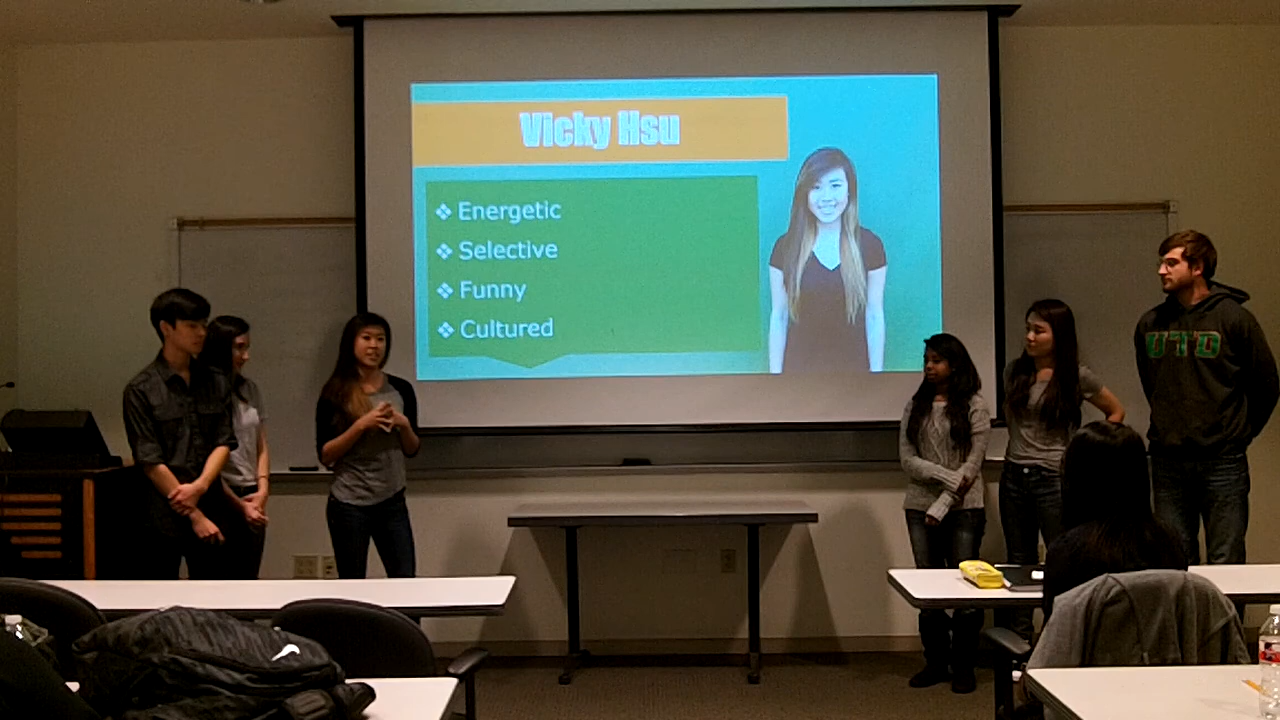 Vicky Hsu
❖ Energetic
❖ Selective
❖ Funny
❖ Cultured
UTD